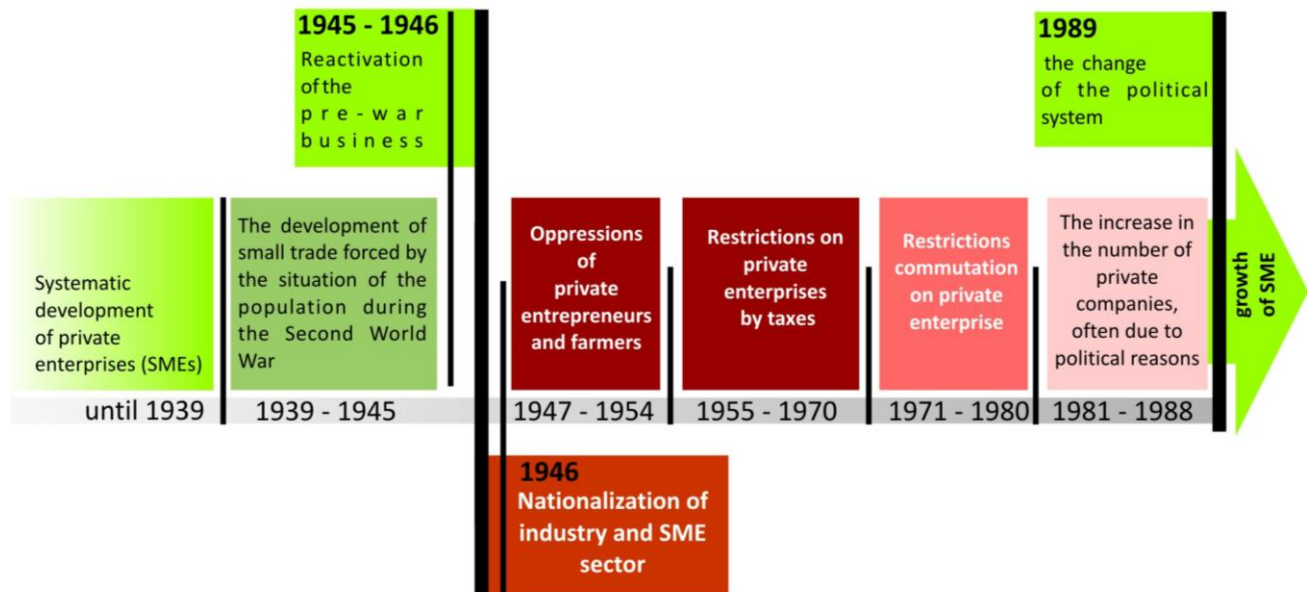 1945 - 1946
Reactivation
of the
pre-war
business
1989
the change
of the political
system
Systematic
development
of private
enterprises (SMEs)
The development of
small trade forced by
the situation of the
population during
the Second World
War
Oppressions
of
private
entrepreneurs
and farmers
Restrictions on
private
enterprises
by taxes
Restrictions
commutation
on private
enterprise
The increase in
the number of
private
companies,
often due to
political reasons
growth
of SME
until 1939
1939 - 1945
1947 - 1954
1955 - 1970
1971 - 1980
1981 - 1988
1946
Nationalization of
industry and SME
sector